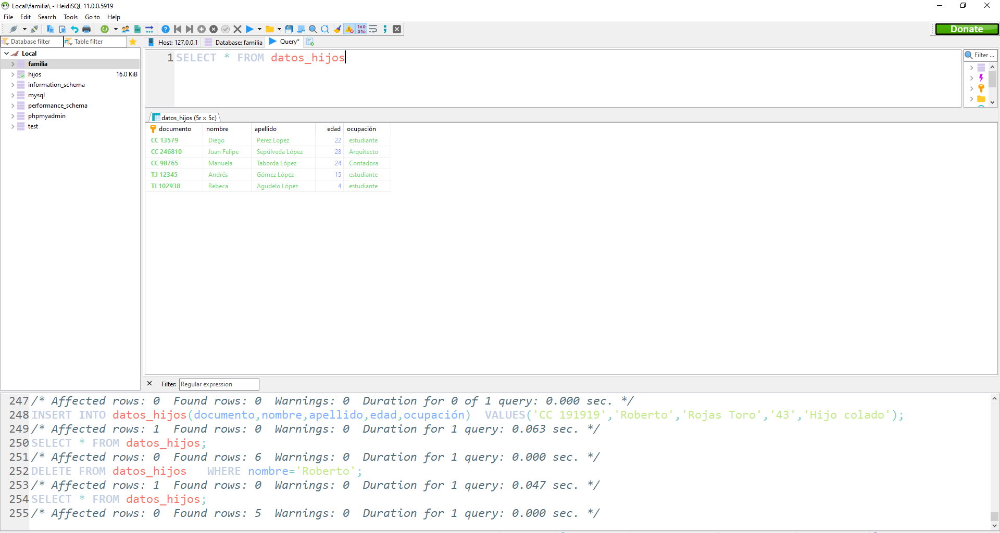 Local\familia\ - HeidiSQL 11.0.0.5919
File Edit Search Tools Go to Help
Donate
Database filter Table filter
Host: 127.0.0.1 Database: familia Query*
Local
familia
hijos 16.0 KiB
information_schema
mysql
performance_schema
phpmyadmin
test
1 SELECT * FROM datos_hijos
Filter ...
datos_hijos (5r × 5c)
documento nombre apellido edad ocupación
CC 13579 Diego Perez Lopez 22 estudiante
CC 246810 Juan Felipe Sepúlveda López 28 Arquitecto
CC 98765 Manuela Taborda López 24 Contadora
T.I 12345 Andrés Gómez López 15 estudiante
TI 102938 Rebeca Agudelo López 4 estudiante
Filter: Regular expression
247 /* Affected rows: 0 Found rows: 0 Warnings: 0 Duration for 0 of 1 query: 0.000 sec. */
248 INSERT INTO datos_hijos(documento,nombre,apellido,edad,ocupación) VALUES('CC 191919','Roberto','Rojas Toro','43','Hijo colado');
249 /* Affected rows: 1 Found rows: 0 Warnings: 0 Duration for 1 query: 0.063 sec. */
250 SELECT * FROM datos_hijos;
251 /* Affected rows: 0 Found rows: 6 Warnings: 0 Duration for 1 query: 0.000 sec. */
252 DELETE FROM datos_hijos WHERE nombre='Roberto';
253 /* Affected rows: 1 Found rows: 0 Warnings: 0 Duration for 1 query: 0.047 sec. */
254 SELECT * FROM datos_hijos;
255 /* Affected rows: 0 Found rows: 5 Warnings: 0 Duration for 1 query: 0.000 sec. */